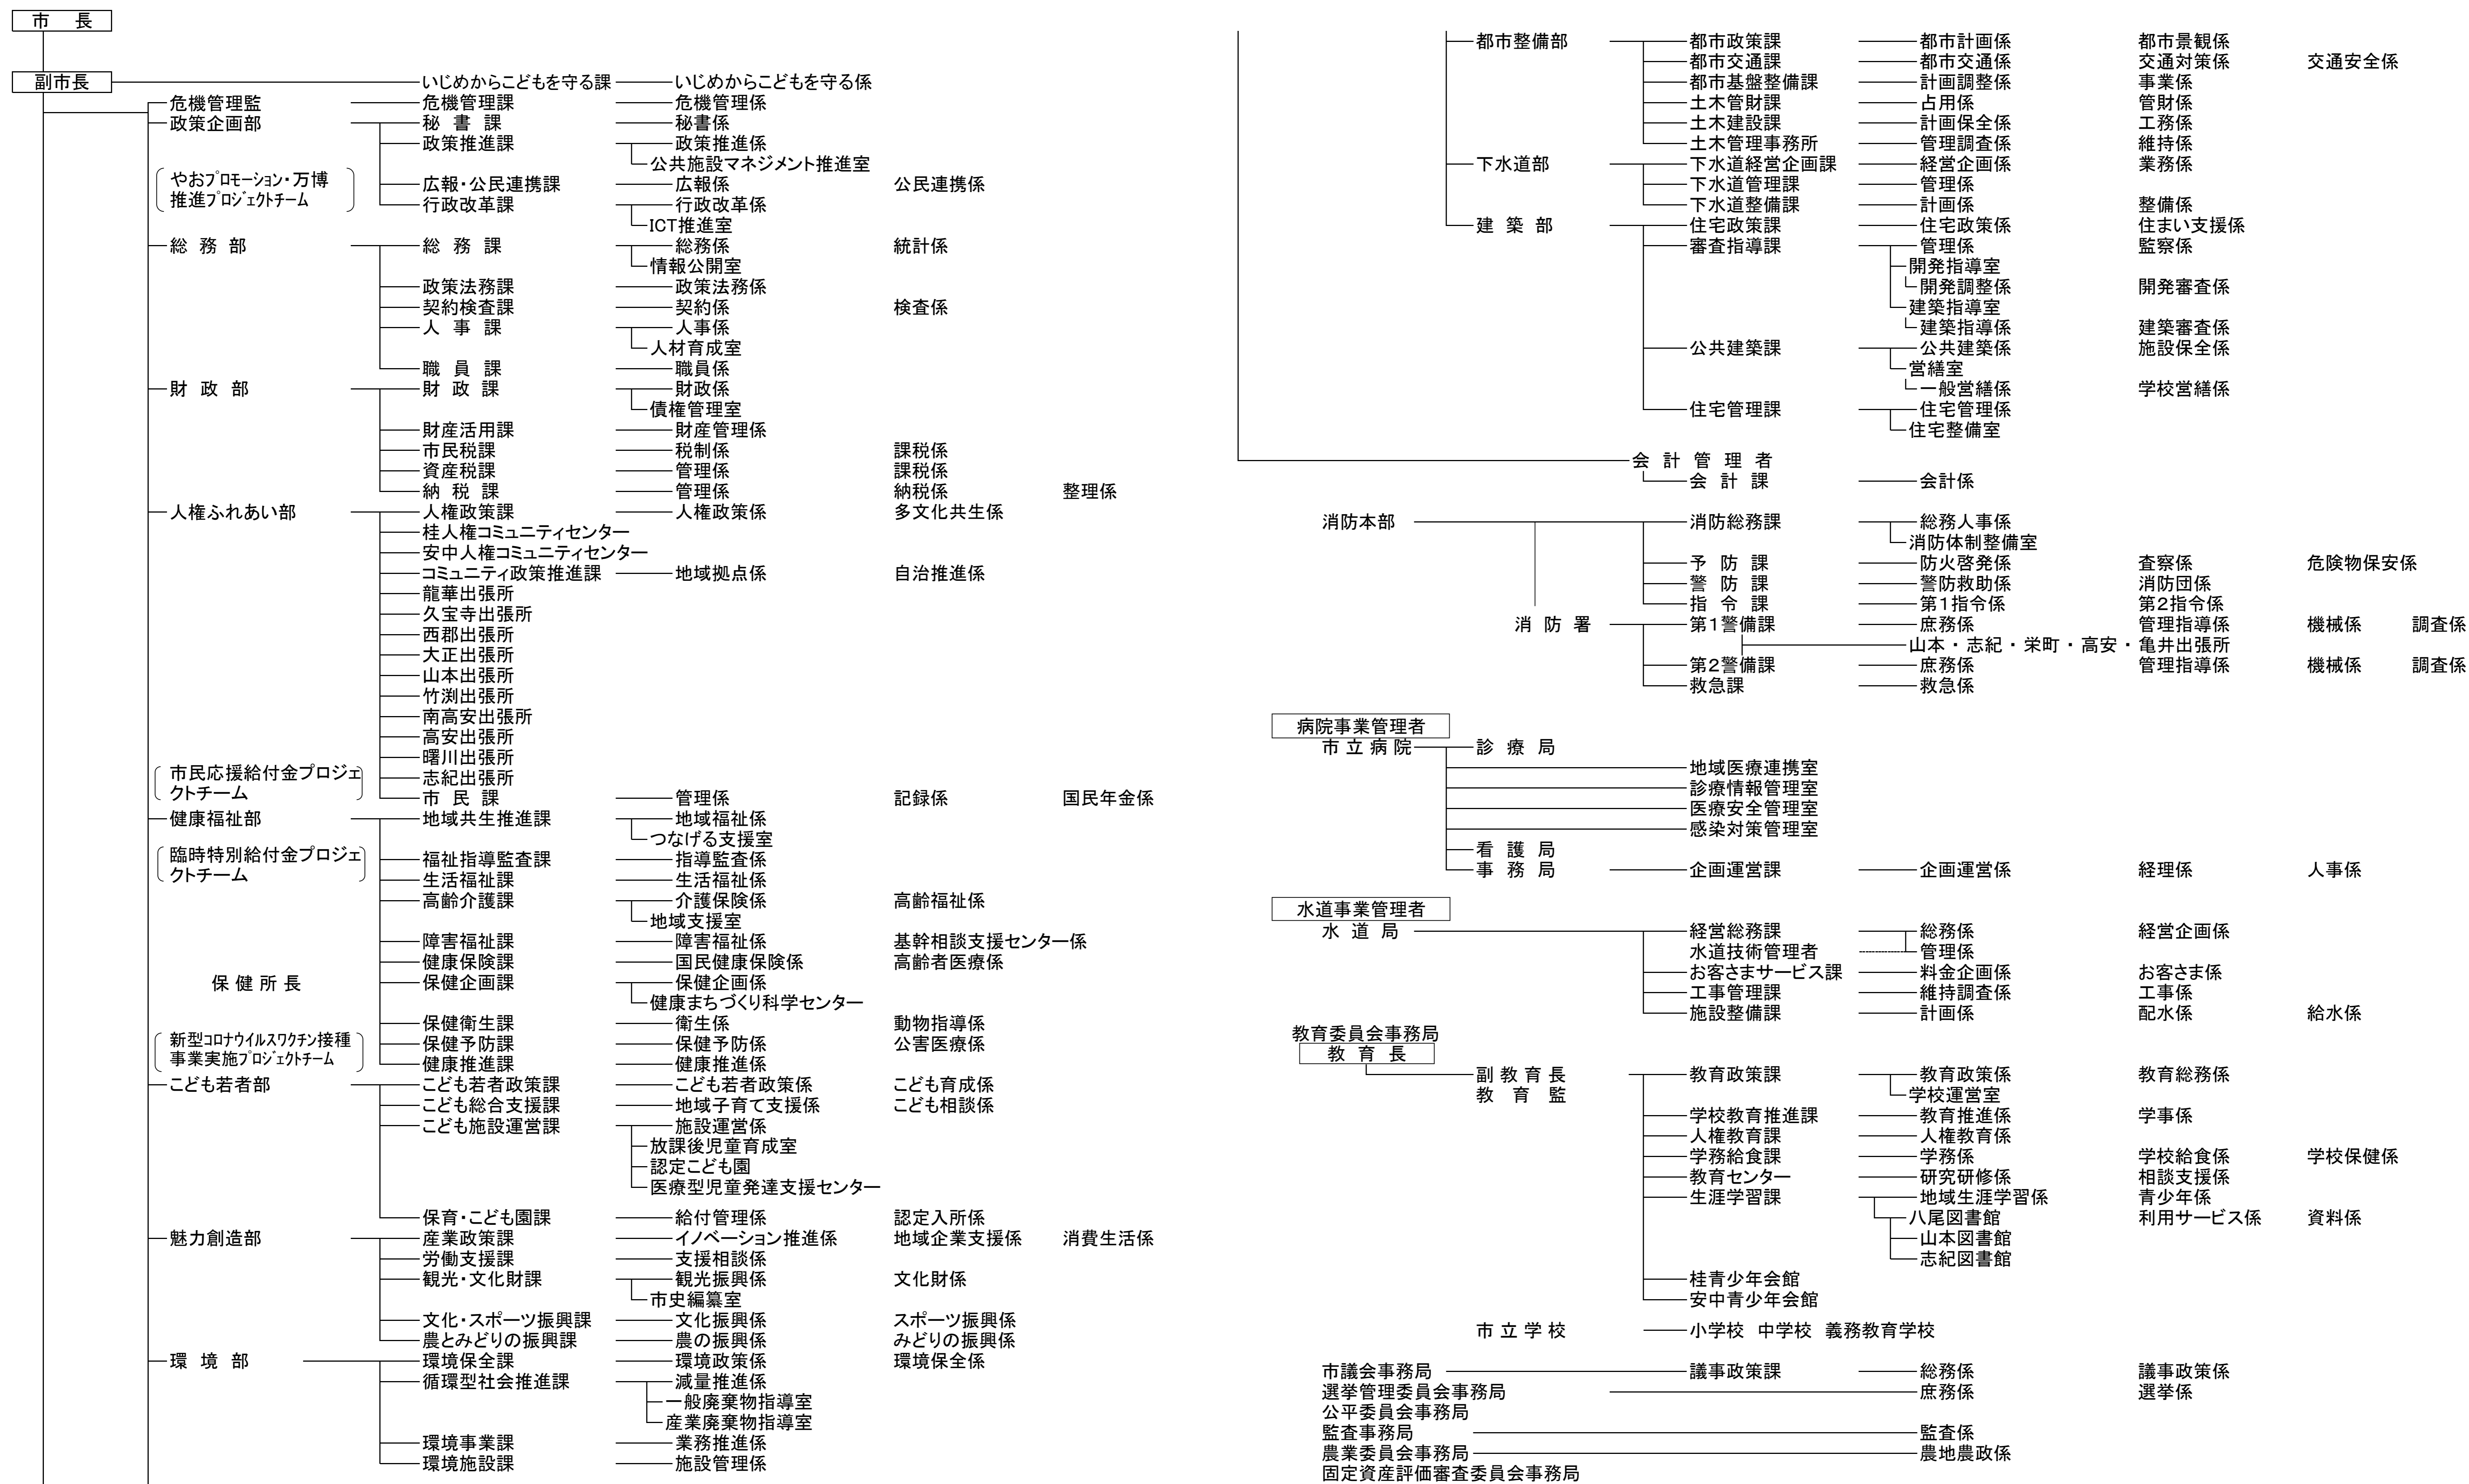 市　長
副市長　いじめからこどもを守る課　いじめからこどもを守る係
危機管理監　危機管理課　危機管理係
政策企画部　秘 書 課　秘書係
政策推進課　政策推進係
公共施設マネジメント推進室
やおプロモーション・万博
推進プロジェクトチーム
広報・公民連携課　広報係　公民連携係
行政改革課　行政改革係
ICT推進室
総 務 部　総 務 課　総務係　統計係
情報公開室
政策法務課　政策法務係
契約検査課　契約係　検査係
人 事 課　人事係
人材育成室
職 員 課　職員係
財 政 部　財 政 課　財政係
債権管理室
財産活用課　財産管理係
市民税課　税制係　課税係
資産税課　管理係　課税係
納 税 課　管理係　納税係　整理係
人権ふれあい部　人権政策課　人権政策係　多文化共生係
桂人権コミュニティセンター
安中人権コミュニティセンター
コミュニティ政策推進課　地域拠点係　自治推進係
龍華出張所
久宝寺出張所
西郡出張所
大正出張所
山本出張所
竹渕出張所
南高安出張所
高安出張所
曙川出張所
志紀出張所
市民応援給付金プロジェ
クトチーム
市 民 課　管理係　記録係　国民年金係
健康福祉部　地域共生推進課　地域福祉係
つなげる支援室
臨時特別給付金プロジェ
クトチーム
福祉指導監査課　指導監査係
生活福祉課　生活福祉係
高齢介護課　介護保険係　高齢福祉係
地域支援室
障害福祉課　障害福祉係　基幹相談支援センター係
健康保険課　国民健康保険係　高齢者医療係
保 健 所 長　保健企画課　保健企画係
健康まちづくり科学センター
保健衛生課　衛生係　動物指導係
新型コロナウイルスワクチン接種
事業実施プロジェクトチーム
保健予防課　保健予防係　公害医療係
健康推進課　健康推進係
こども若者部　こども若者政策課　こども若者政策係　こども育成係
こども総合支援課　地域子育て支援係　こども相談係
こども施設運営課　施設運営係
放課後児童育成室
認定こども園
医療型児童発達支援センター
保育・こども園課　給付管理係　認定入所係
魅力創造部　産業政策課　イノベーション推進係　地域企業支援係　消費生活係
労働支援課　支援相談係
観光・文化財課　観光振興係　文化財係
市史編纂室
文化・スポーツ振興課　文化振興係　スポーツ振興係
農とみどりの振興課　農の振興係　みどりの振興係
環 境 部　環境保全課　環境政策係　環境保全係
循環型社会推進課　減量推進係
一般廃棄物指導室
産業廃棄物指導室
環境事業課　業務推進係
環境施設課　施設管理係
都市整備部　都市政策課　都市計画係　都市景観係
都市交通課　都市交通係　交通対策係　交通安全係
都市基盤整備課　計画調整係　事業係
土木管財課　占用係　管財係
土木建設課　計画保全係　工務係
土木管理事務所　管理調査係　維持係
下水道部　下水道経営企画課　経営企画係　業務係
下水道管理課　管理係
下水道整備課　計画係　整備係
建 築 部　住宅政策課　住宅政策係　住まい支援係
審査指導課　管理係　監察係
開発指導室
開発調整係　開発審査係
建築指導室
建築指導係　建築審査係
公共建築課　公共建築係　施設保全係
営繕室
一般営繕係　学校営繕係
住宅管理課　住宅管理係
住宅整備室
会 計 管 理 者
会 計 課　会計係
消防本部　消防総務課　総務人事係
消防体制整備室
予 防 課　防火啓発係　査察係　危険物保安係
警 防 課　警防救助係　消防団係
指 令 課　第1指令係　第2指令係
消 防 署　第1警備課　庶務係　管理指導係　機械係　調査係
山本・志紀・栄町・高安・亀井出張所
第2警備課　庶務係　管理指導係　機械係　調査係
救急課　救急係
病院事業管理者
市 立 病 院　診 療 局
地域医療連携室
診療情報管理室
医療安全管理室
感染対策管理室
看 護 局
事 務 局　企画運営課　企画運営係　経理係　人事係
水道事業管理者
水 道 局　経営総務課　総務係　経営企画係
水道技術管理者　管理係
お客さまサービス課　料金企画係　お客さま係
工事管理課　維持調査係　工事係
施設整備課　計画係　配水係　給水係
教育委員会事務局
教 育 長
副 教 育 長　教育政策課　教育政策係　教育総務係
教 育 監　学校運営室
学校教育推進課　教育推進係　学事係
人権教育課　人権教育係
学務給食課　学務係　学校給食係　学校保健係
教育センター　研究研修係　相談支援係
生涯学習課　地域生涯学習係　青少年係
八尾図書館　利用サービス係　資料係
山本図書館
志紀図書館
桂青少年会館
安中青少年会館
市 立 学 校　小学校 中学校 義務教育学校
市議会事務局　議事政策課　総務係　議事政策係
選挙管理委員会事務局　庶務係　選挙係
公平委員会事務局
監査事務局　監査係
農業委員会事務局　農地農政係
固定資産評価審査委員会事務局